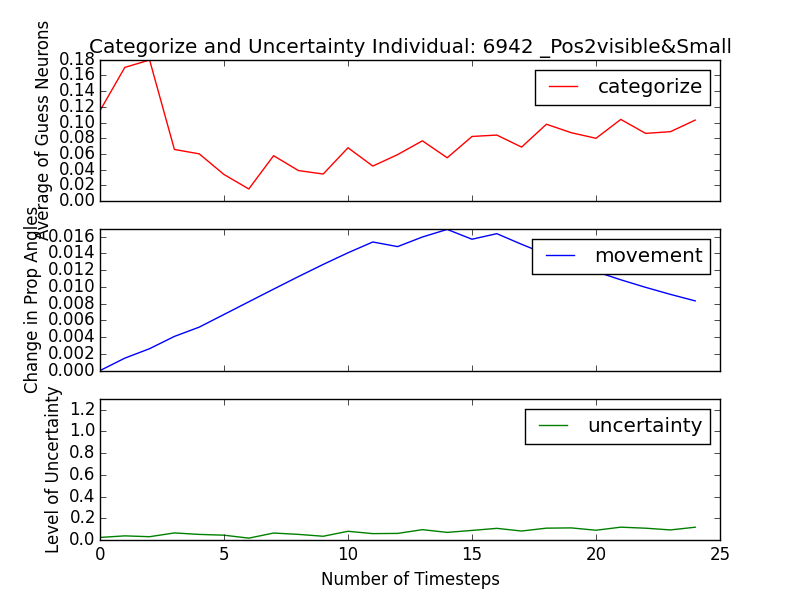 Categorize and Uncertainty Individual: 6942 _Pos2visible&Small
Average of Guess Neurons
0.18
0.16
0.14
0.12
0.10
0.08
0.06
0.04
0.02
0.00
categorize
Change in Prop Angles
0.016
0.014
0.012
0.010
0.008
0.006
0.004
0.002
0.000
movement
Level of Uncertainty
1.2
1.0
0.8
0.6
0.4
0.2
0.0
uncertainty
0 5 10 15 20 25
Number of Timesteps